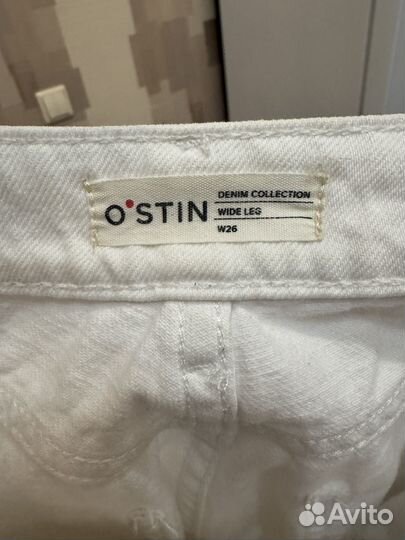 O'STIN
DENIM COLLECTION
WIDE LEG
W26
Avito